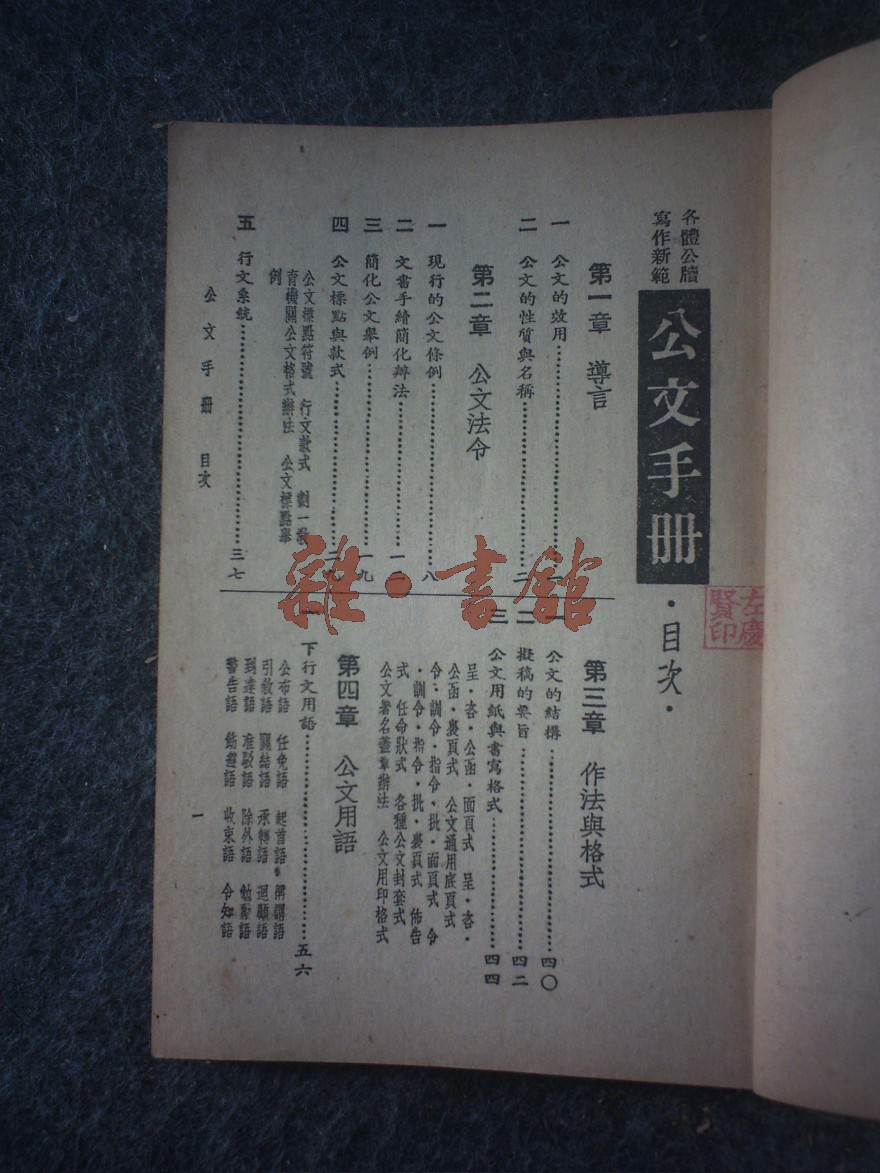 各體公牘
寫作新範
公文手冊
·目次·
第一章 導言
一 公文的效用
二 公文的性質與名稱……二
第二章 公文法令
一 現行的公文條例……八
二 文書手續簡化辦法……一二
三 簡化公文舉例……一九
四 公文標點與款式
公文標點符號 行文款式 劃一教
育機關公文格式辦法 公文標點舉
例
五 行文系統……三七
第三章 作法與格式
一 公文的結構……四〇
二 擬稿的要旨……四二
三 公文用紙與書寫格式……四四
呈·咨·公函·面頁式 呈·咨·
公函·裏頁式 公文通用底頁式
令·訓令·指令·批·面頁式 令
·訓令·指令·批·裏頁式 佈告
式 任命狀式 各種公文封套式
公文署名蓋章辦法 公文用印格式
第四章 公文用語
一 下行文用語……五六
公布語 任免語 起首語 稱謂語
引敘語 關結語 承轉語 迴顧語
到達語 准駁語 除外語 勉勵語
警告語 飭遵語 收束語 令知語
公文手冊 目次
一
左慶
賢印
雜·書館